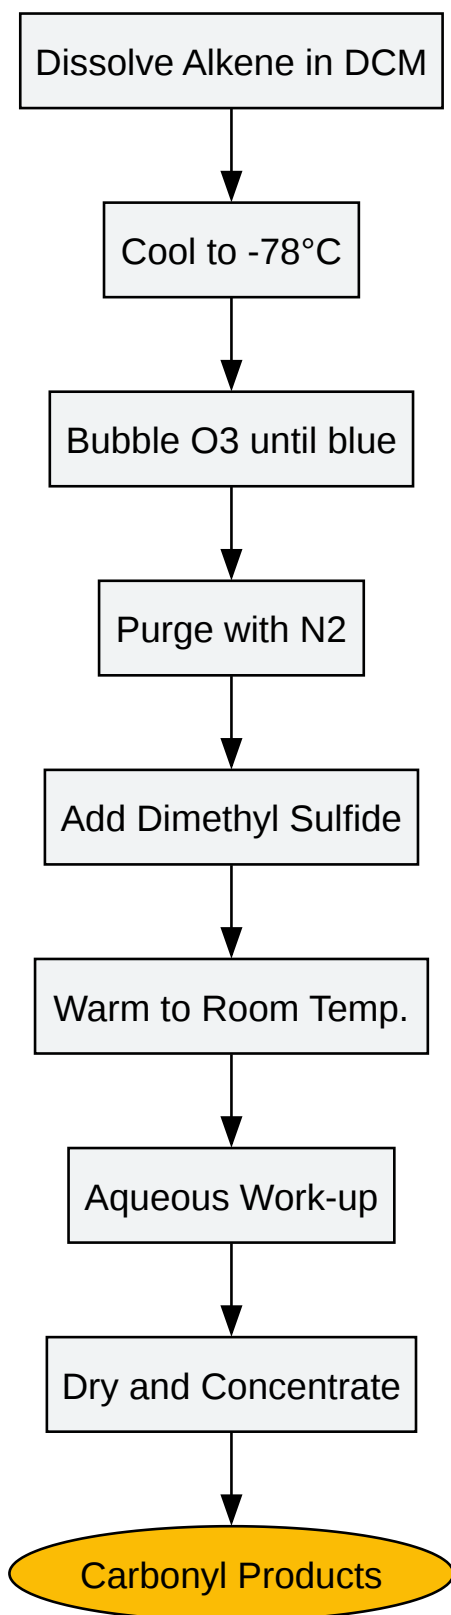 Dissolve Alkene in DCM
Cool to -78°C
Bubble O3 until blue
Purge with N2
Add Dimethyl Sulfide
Warm to Room Temp.
Aqueous Work-up
Dry and Concentrate
Carbonyl Products